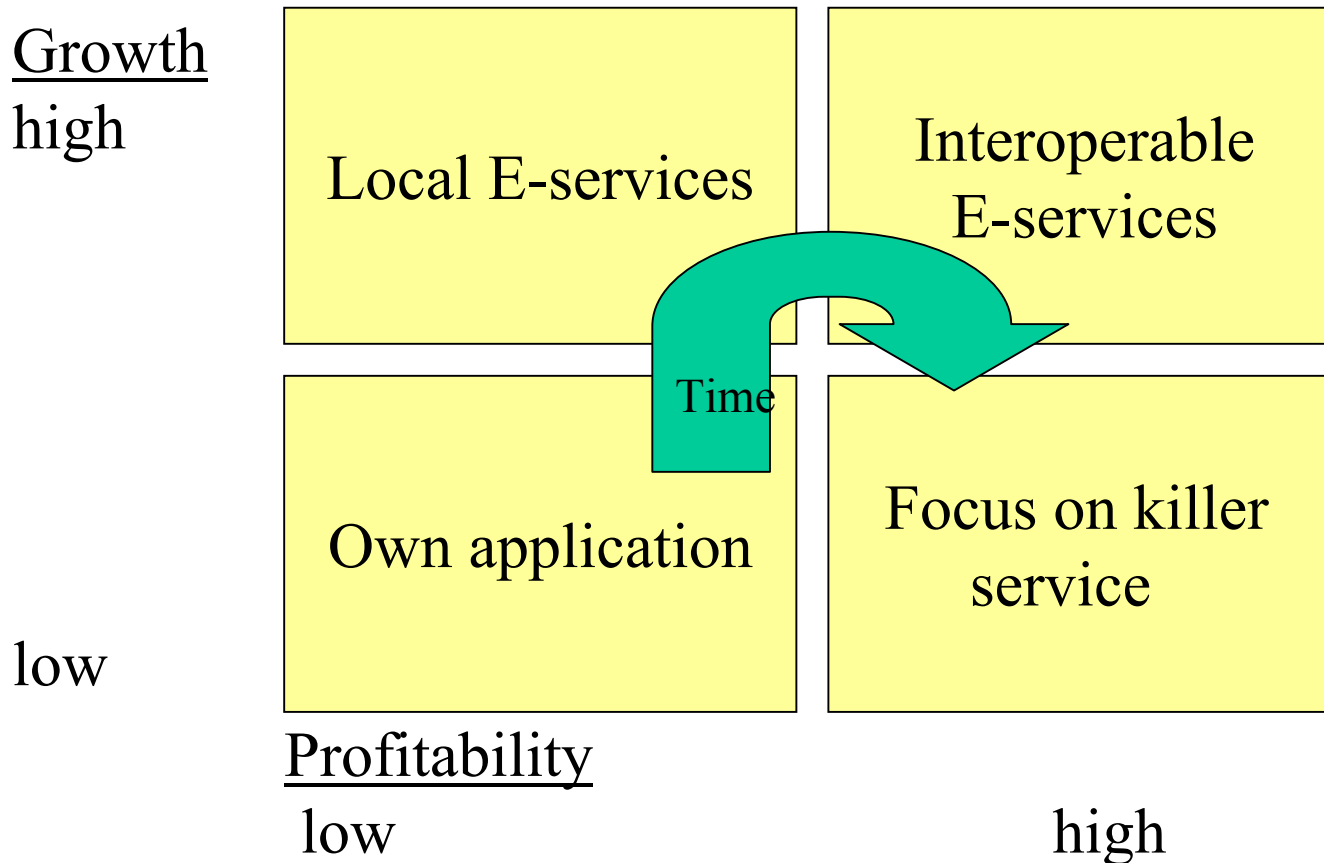 Growth
high
Local E-services
Interoperable
E-services
Time
Own application
Focus on killer
service
low
Profitability
low
high